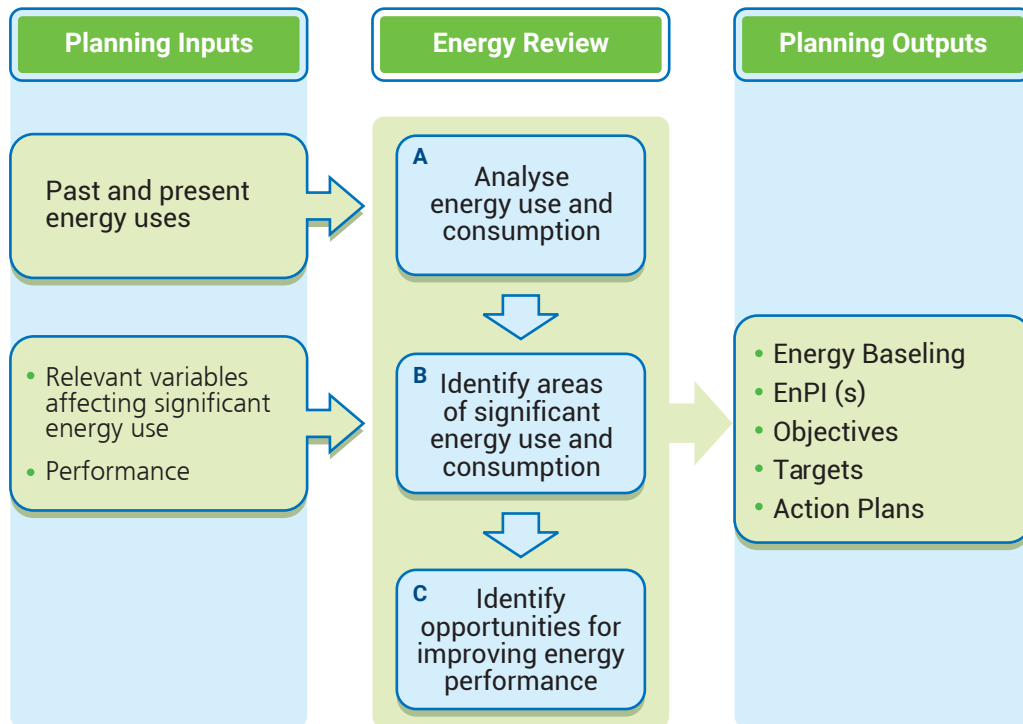 Planning Inputs
Past and present
energy uses
• Relevant variables
affecting significant
energy use
• Performance
Energy Review
A
Analyse
energy use and
consumption
B
Identify areas
of significant
energy use and
consumption
C
Identify
opportunities for
improving energy
performance
Planning Outputs
• Energy Baseling
• EnPI (s)
• Objectives
• Targets
• Action Plans